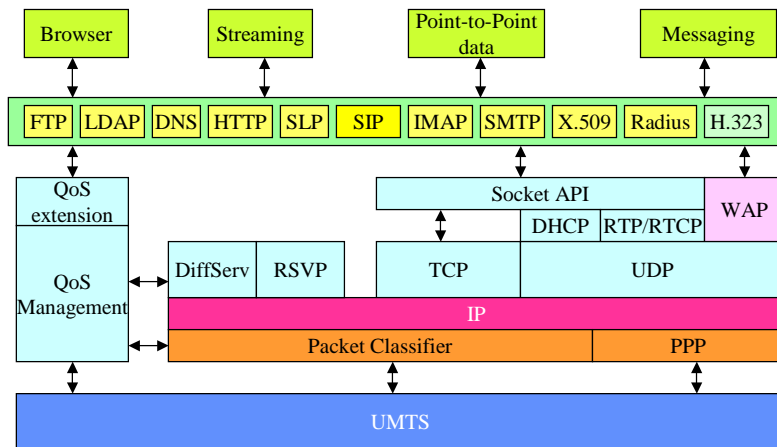 Browser
Streaming
Point-to-Point
data
Messaging
FTP
LDAP
DNS
HTTP
SLP
SIP
IMAP
SMTP
X.509
Radius
H.323
QoS
extension
Socket API
WAP
DHCP
RTP/RTCP
QoS
Management
DiffServ
RSVP
TCP
UDP
IP
Packet Classifier
PPP
UMTS